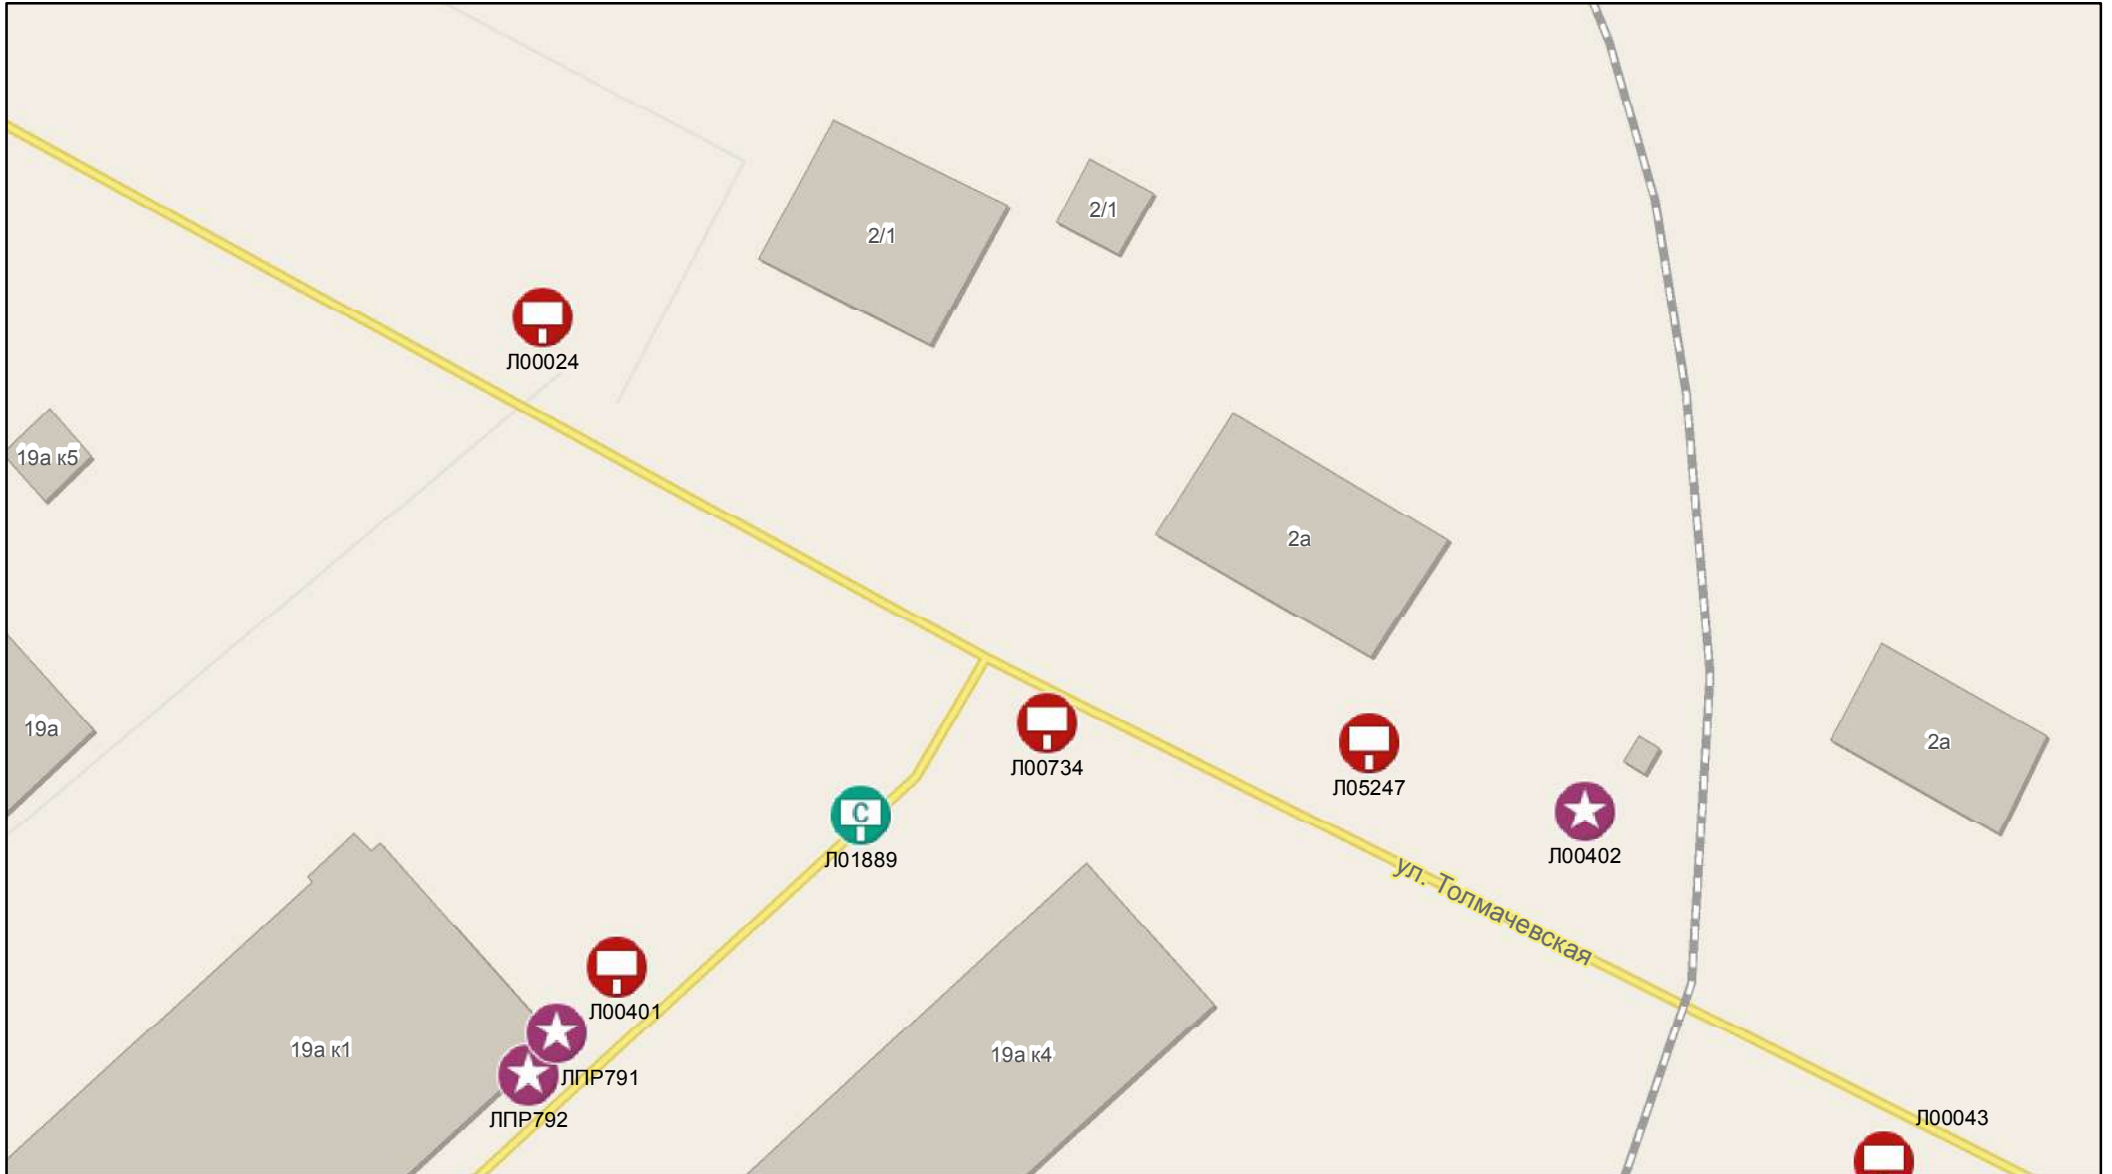 2/1
2/1
Л00024
19а к5
2а
19а
Л00734
Л05247
2а
С
Л01889
Л00402
ул. Толмачевская
Л00401
19а к1
19а к4
ЛПР791
ЛПР792
Л00043